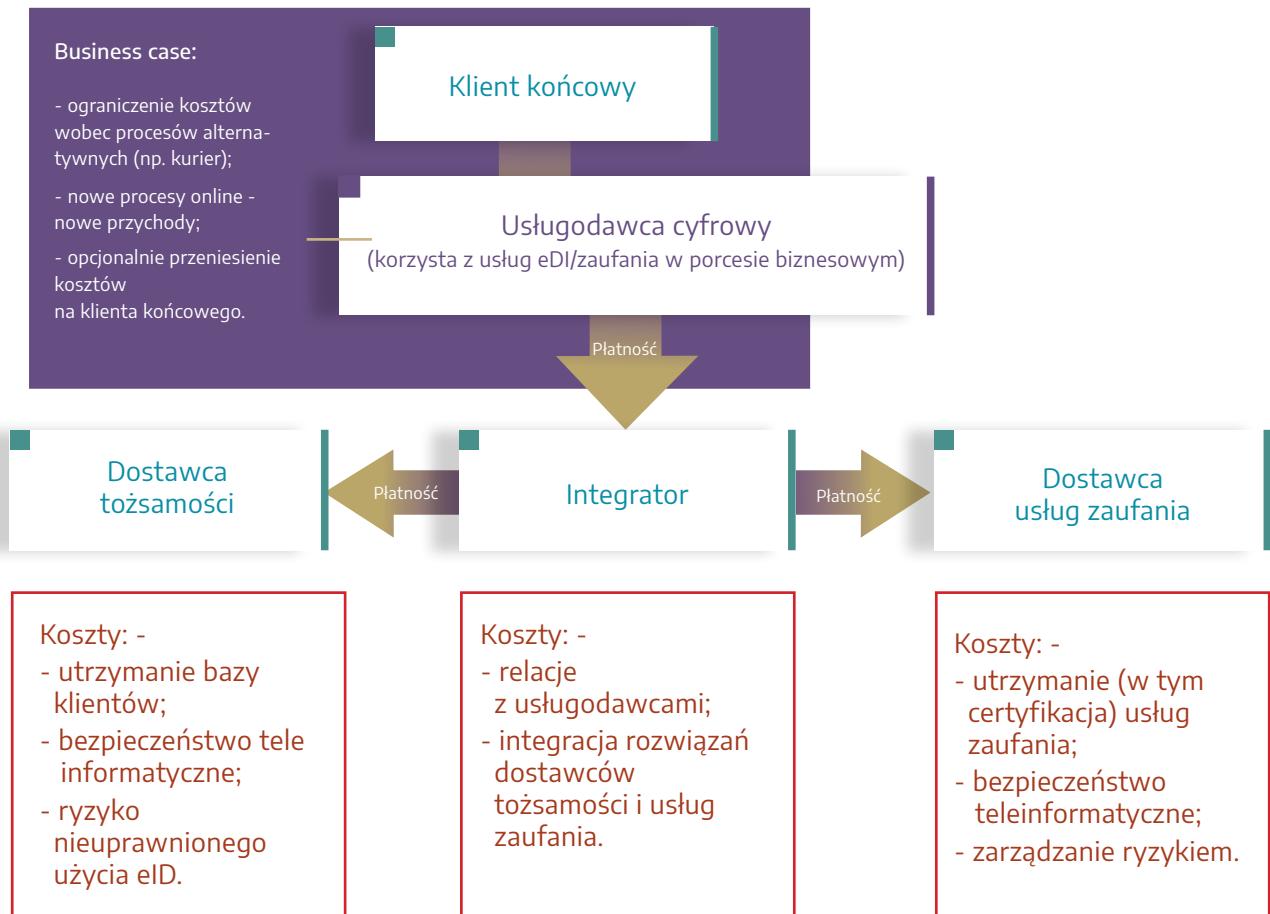 Business case:
- ograniczenie kosztów
wobec procesów alterna-
tywnych (np. kurier);
- nowe procesy online -
nowe przychody;
- opcjonalnie przeniesienie
kosztów
na klienta końcowego.
Klient końcowy
Usługodawca cyfrowy
(korzysta z usług eDI/zaufania w porcesie biznesowym)
Płatność
Dostawca
tożsamości
Płatność
Integrator
Płatność
Dostawca
usług zaufania
Koszty: -
- utrzymanie bazy
klientów;
- bezpieczeństwo tele
informatyczne;
- ryzyko
nieuprawnionego
użycia eID.
Koszty: -
- relacje
z usługodawcami;
- integracja rozwiązań
dostawców
tożsamości i usług
zaufania.
Koszty: -
- utrzymanie (w tym
certyfikacja) usług
zaufania;
- bezpieczeństwo
teleinformatyczne;
- zarządzanie ryzykiem.